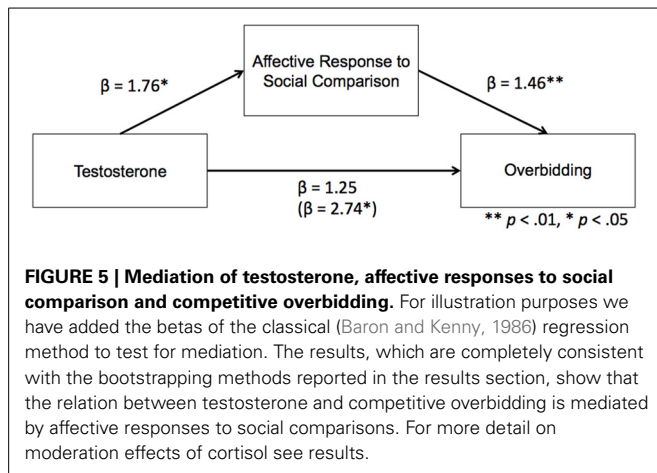 Affective Response to
Social Comparison
β = 1.76*
β = 1.46**
Testosterone
Overbidding
β = 1.25
(β = 2.74*)
** p < .01, * p < .05
FIGURE 5 | Mediation of testosterone, affective responses to social
comparison and competitive overbidding. For illustration purposes we
have added the betas of the classical (Baron and Kenny, 1986) regression
method to test for mediation. The results, which are completely consistent
with the bootstrapping methods reported in the results section, show that
the relation between testosterone and competitive overbidding is mediated
by affective responses to social comparisons. For more detail on
moderation effects of cortisol see results.